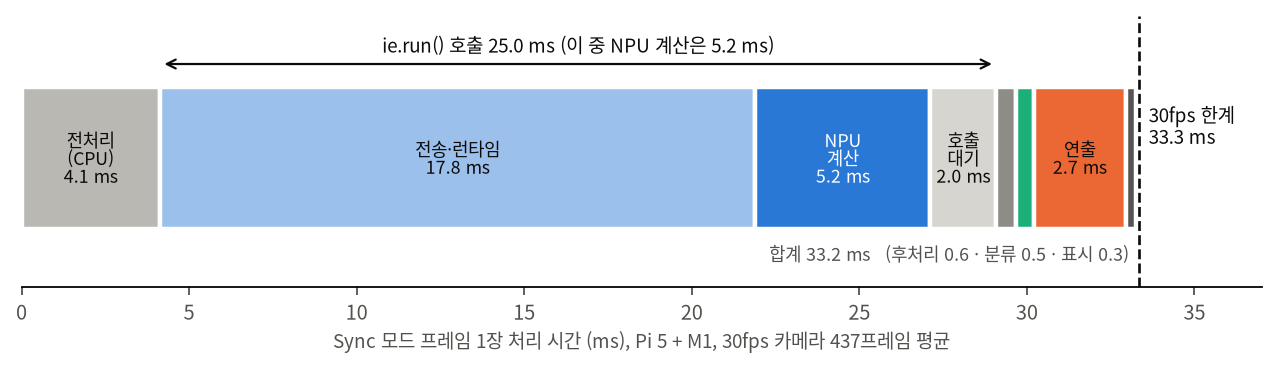 ie.run() 호출 25.0 ms (이 중 NPU 계산은 5.2 ms)
전처리
(CPU)
4.1 ms
전송·런타임
17.8 ms
NPU
계산
5.2 ms
호출
대기
2.0 ms
연출
2.7 ms
30fps 한계
33.3 ms
합계 33.2 ms (후처리 0.6 · 분류 0.5 · 표시 0.3)
0 5 10 15 20 25 30 35
Sync 모드 프레임 1장 처리 시간 (ms), Pi 5 + M1, 30fps 카메라 437프레임 평균